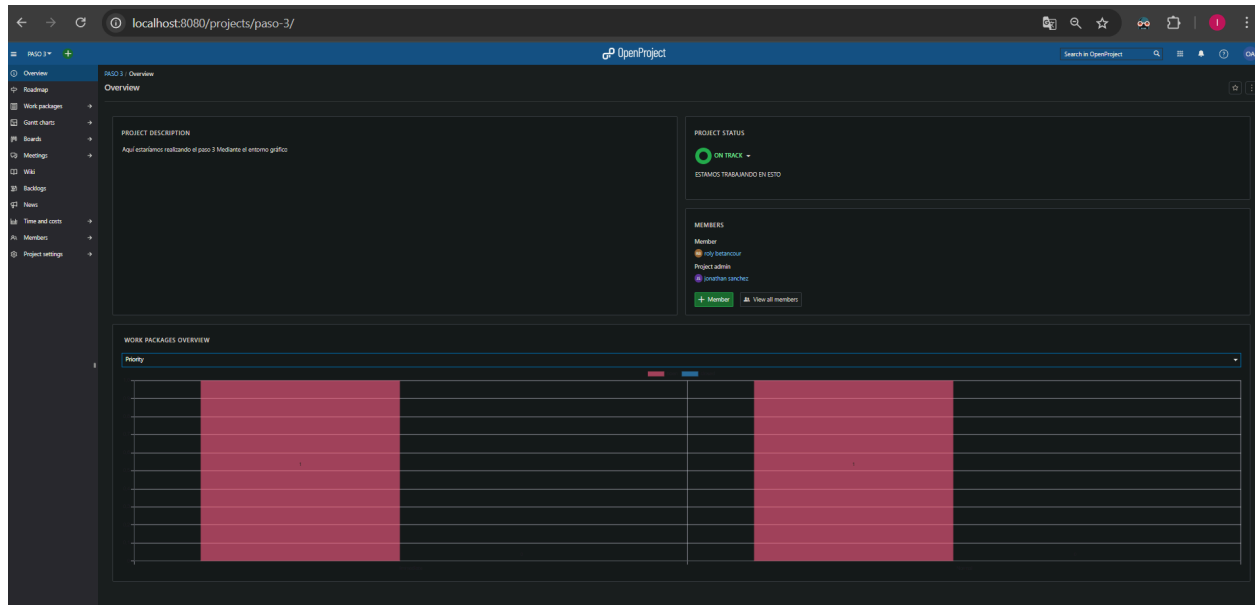 localhost:8080/projects/paso-3/
PASO 3
OpenProject
Search in OpenProject
OA
Overview
Roadmap
Work packages
Gantt charts
Boards
Meetings
Wiki
Backlogs
News
Time and costs
Members
Project settings
PASO 3 / Overview
Overview
PROJECT DESCRIPTION
Aquí estaríamos realizando el paso 3 Mediante el entorno gráfico
PROJECT STATUS
ON TRACK
ESTAMOS TRABAJANDO EN ESTO
MEMBERS
Member
roly betancour
Project admin
jonathan sanchez
+ Member
View all members
WORK PACKAGES OVERVIEW
Priority
1
1